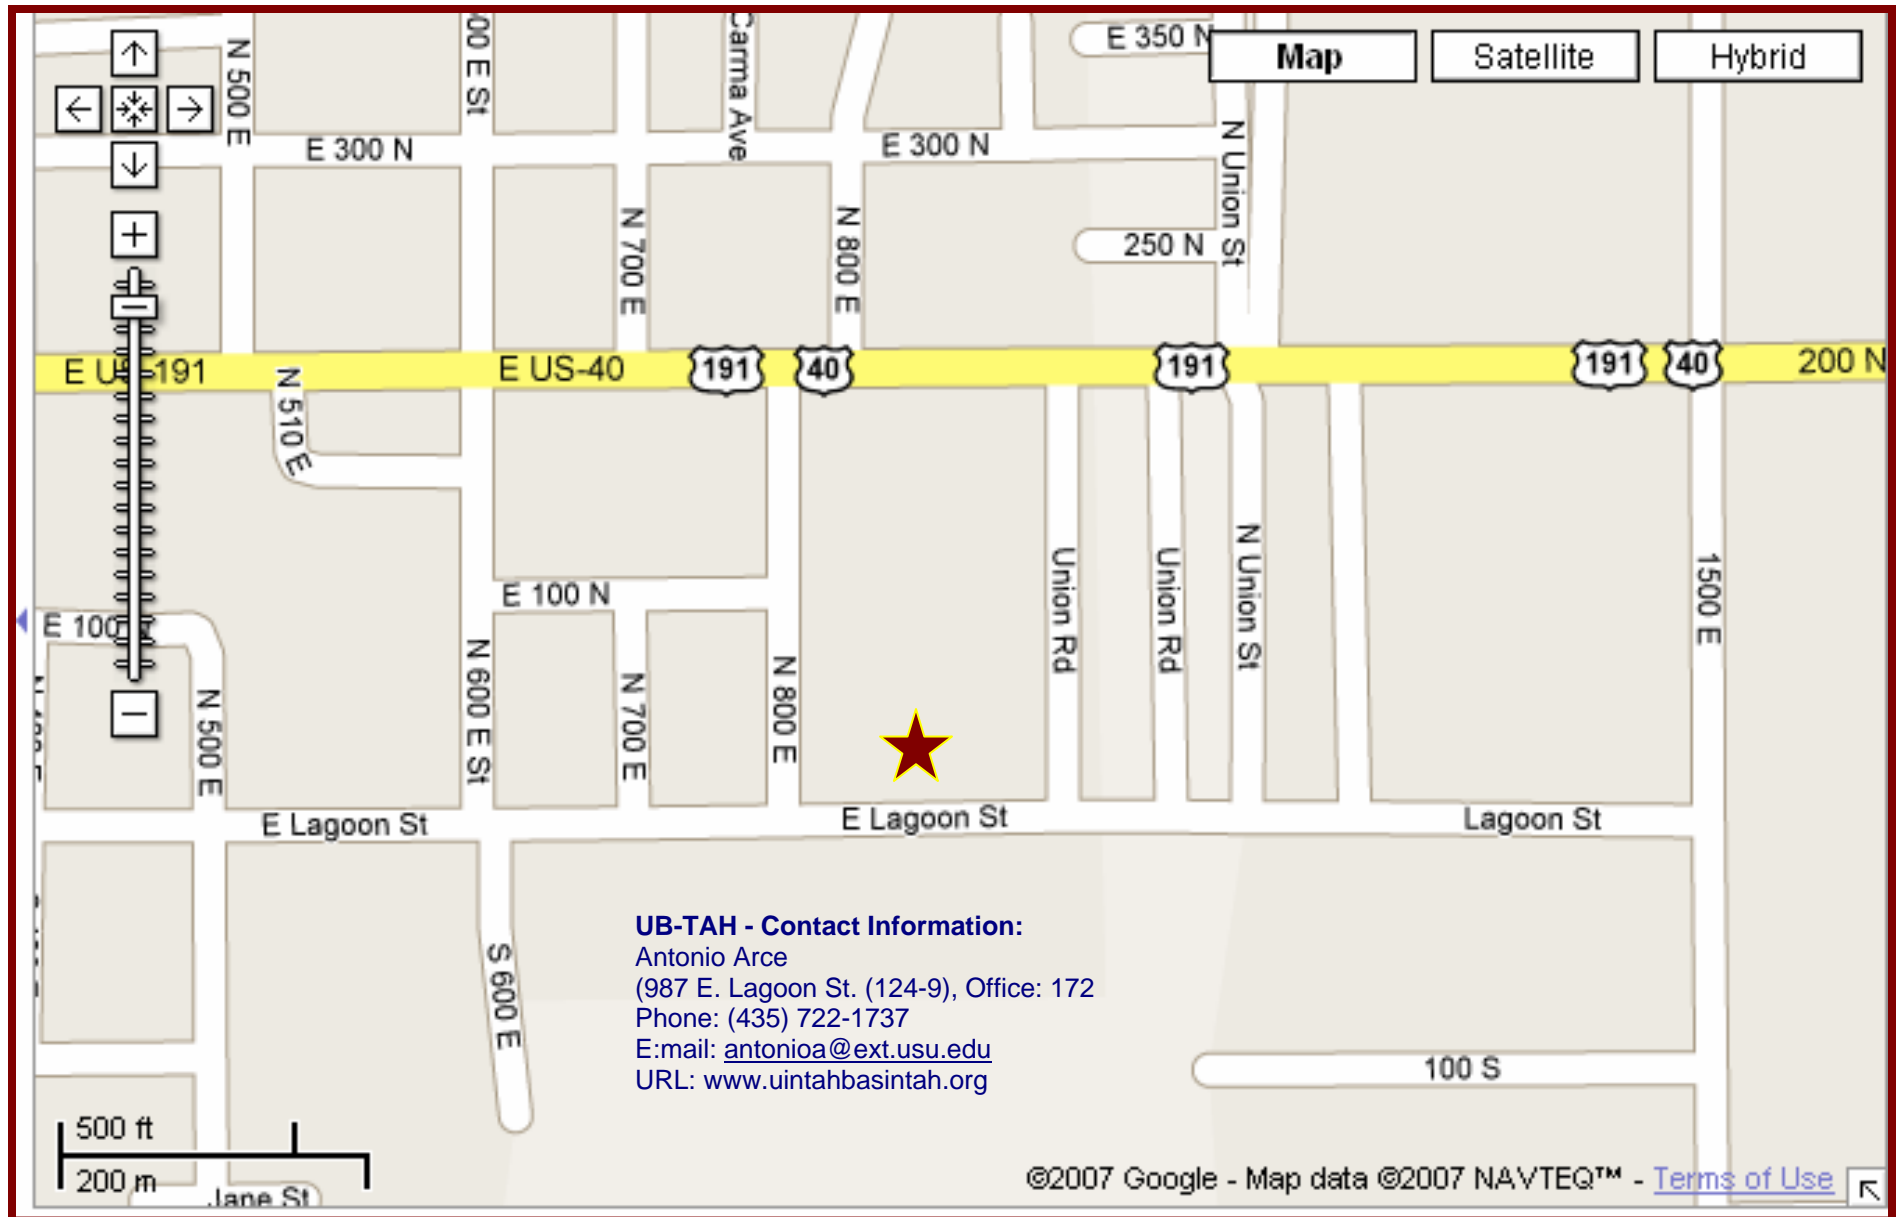 E 350 N
Map
Satellite
Hybrid
N 500 E
00 E St
Carma Ave
E 300 N
E 300 N
N Union St
N 700 E
N 800 E
250 N
E US-191
E US-40
191
40
191
191
40
200 N
N 510 E
E 100 N
E 100
N 600 E St
N 700 E
N 800 E
Union Rd
Union Rd
N Union St
1500 E
N 500 E
E Lagoon St
E Lagoon St
Lagoon St
S 600 E
UB-TAH - Contact Information:
Antonio Arce
(987 E. Lagoon St. (124-9), Office: 172
Phone: (435) 722-1737
E:mail: antonioa@ext.usu.edu
URL: www.uintahbasintah.org
100 S
500 ft
200 m
Jane St
©2007 Google - Map data ©2007 NAVTEQ™ - Terms of Use